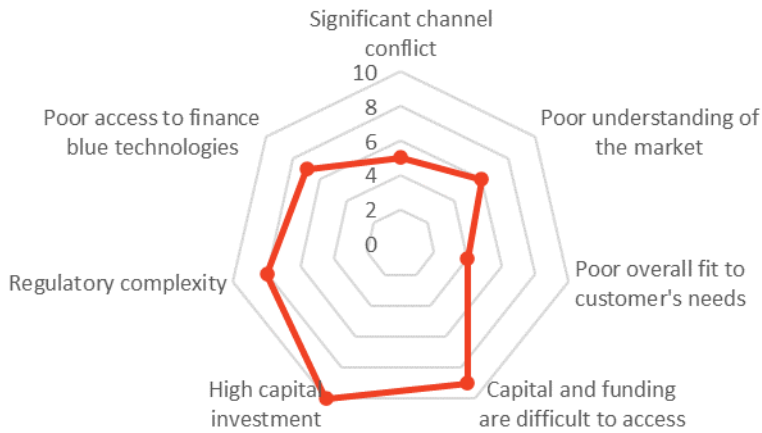 Significant channel
conflict
10
8
6
4
2
0
Poor understanding of
the market
Poor overall fit to
customer's needs
Capital and funding
are difficult to access
High capital
investment
Regulatory complexity
Poor access to finance
blue technologies